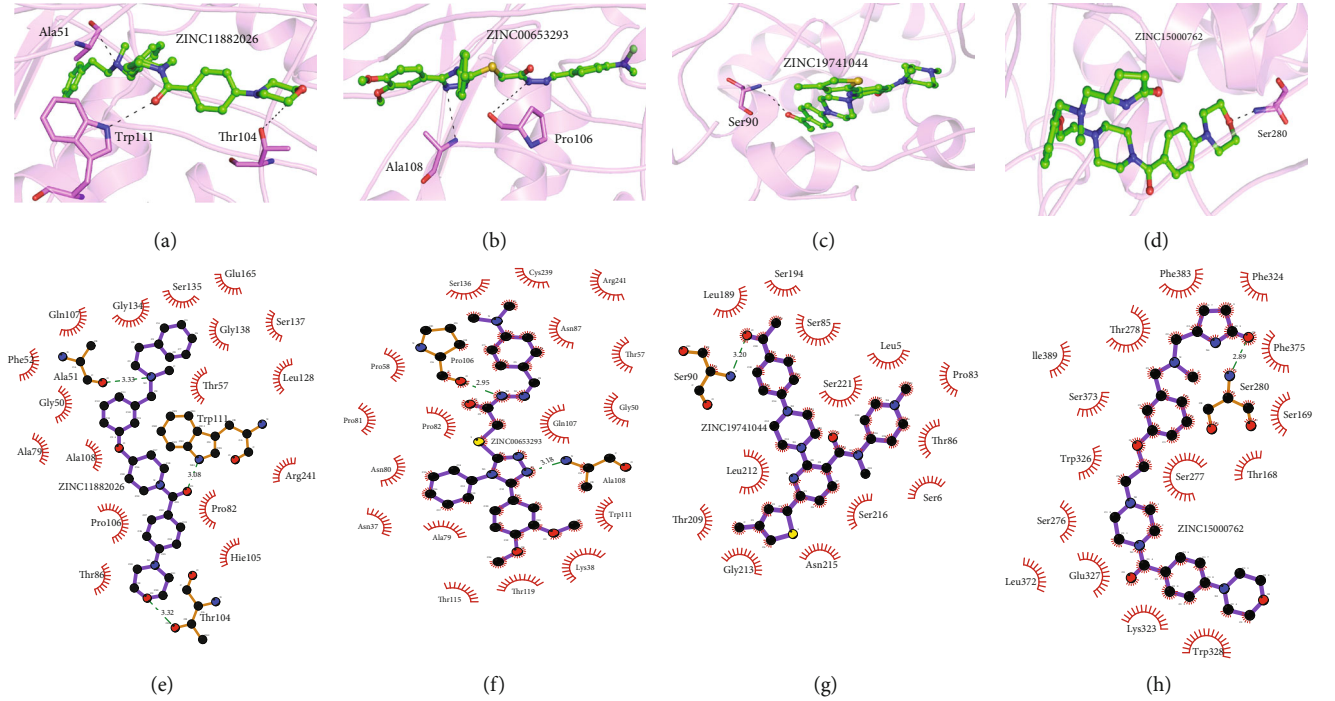 Ala51
ZINC11882026
Trp111
Thr104
(a)
ZINC00653293
Pro106
Ala108
(b)
ZINC19741044
Ser90
(c)
ZINC15000762
Ser280
(d)
Glu165
Ser135
Gly134
Gln107
Ser137
Gly138
Phe52
Ala51
3.33
Leu128
Thr57
Gly50
Trp111
Ala79
Ala108
3.08
Arg241
ZINC11882026
Pro82
Pro106
Hie105
Thr86
3.32
Thr104
(e)
Cys239
Ser136
Arg241
Asn87
Pro106
Thr57
Pro58
2.95
Gly50
Pro81
Pro82
Gln107
ZINC00653293
3.18
Asn80
Ala108
Trp111
Asn37
Ala79
Lys38
Thr119
Thr115
(f)
Ser194
Leu189
Ser85
3.20
Leu5
Ser90
Pro83
Ser221
ZINC19741044
Thr86
Leu212
Ser6
Thr209
Ser216
Gly213
Asn215
(g)
Phe383
Phe324
Thr278
Phe375
Ile389
2.89
Ser280
Ser373
Ser169
Trp326
Ser277
Thr168
Ser276
ZINC15000762
Leu372
Glu327
Lys323
Trp328
(h)